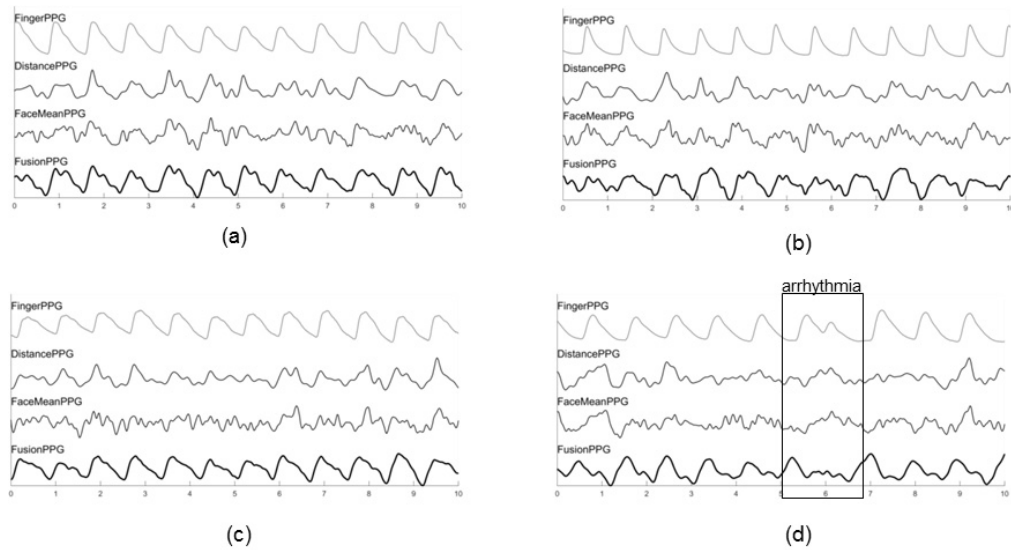 FingerPPG
DistancePPG
FaceMeanPPG
FusionPPG
0 1 2 3 4 5 6 7 8 9 10
(a)
FingerPPG
DistancePPG
FaceMeanPPG
FusionPPG
0 1 2 3 4 5 6 7 8 9 10
(b)
FingerPPG
DistancePPG
FaceMeanPPG
FusionPPG
0 1 2 3 4 5 6 7 8 9 10
(c)
arrhythmia
FingerPPG
DistancePPG
FaceMeanPPG
FusionPPG
0 1 2 3 4 5 6 7 8 9 10
(d)